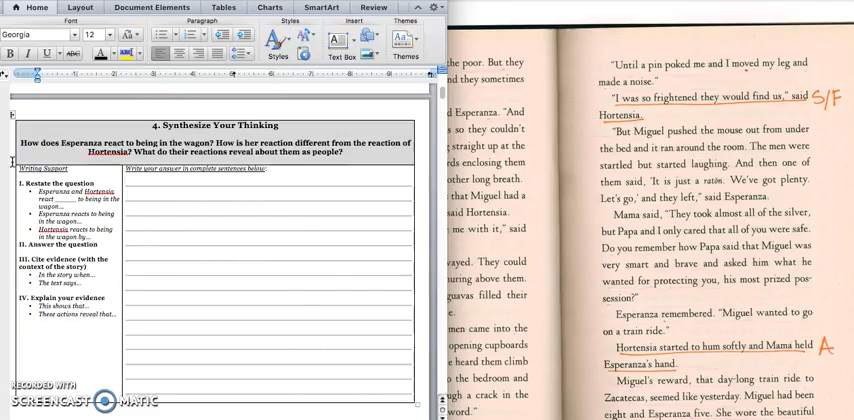 Home Layout Document Elements Tables Charts SmartArt Review
Font Paragraph Styles Insert Themes
Georgia 12
Styles Text Box Themes
4. Synthesize Your Thinking
How does Esperanza react to being in the wagon? How is her reaction different from the reaction of
Hortensia? What do their reactions reveal about them as people?
Writing Support
Write your answer in complete sentences below:
I. Restate the question
Esperanza and Hortensia
react ______ to being in the
wagon...
Esperanza reacts to being
in the wagon...
Hortensia reacts to being
in the wagon by...
II. Answer the question
III. Cite evidence (with the
context of the story)
In the story when...
The text says...
IV. Explain your evidence
This shows that...
These actions reveal that...
RECORDED WITH
SCREENCAST MATIC
the poor. But they
nd they sometimes
d Esperanza. "And
s so they couldn't
straight up at the
rds enclosing them
other long breath.
that Miguel had a
said Hortensia.
me with it," said
ayed. They could
nuring above them.
guavas filled their
e.
men came into the
opening cupboards
e heard them climb
o the bedroom and
ugh a crack in the
word."
"Until a pin poked me and I moved my leg and
made a noise."
"I was so frightened they would find us," said S/F
Hortensia.
"But Miguel pushed the mouse out from under
the bed and it ran around the room. The men were
startled but started laughing. And then one of
them said, 'It is just a ratón. We've got plenty.
Let's go,' and they left," said Esperanza.
Mama said, "They took almost all of the silver,
but Papa and I only cared that all of you were safe.
Do you remember how Papa said that Miguel was
very smart and brave and asked him what he
wanted for protecting you, his most prized pos-
session?"
Esperanza remembered. "Miguel wanted to go
on a train ride."
Hortensia started to hum softly and Mama held A
Esperanza's hand.
Miguel's reward, that day-long train ride to
Zacatecas, seemed like yesterday. Miguel had been
eight and Esperanza five. She wore the beautiful